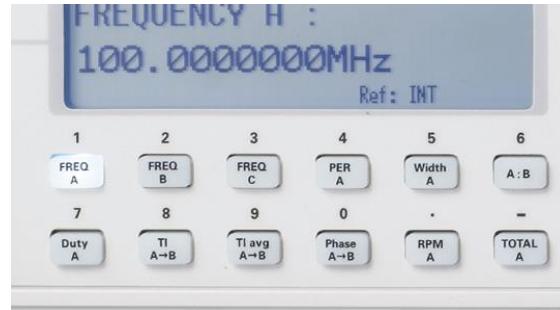 FREQUENCY A :
100.0000000MHz
Ref: INT
1 2 3 4 5 6
FREQ A FREQ B FREQ C PER A Width A A:B
7 8 9 0 . –
Duty A TI A→B TI avg A→B Phase A→B RPM A TOTAL A